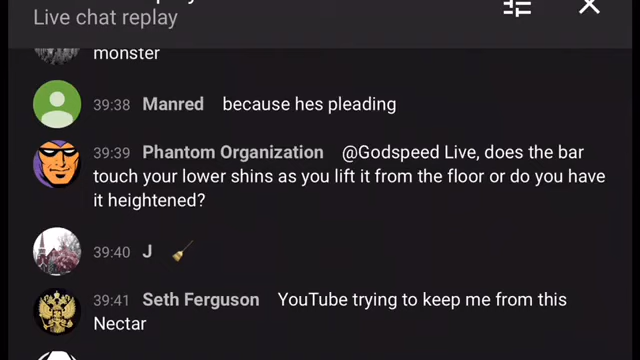 Live chat replay
monster
39:38 Manred because hes pleading
39:39 Phantom Organization @Godspeed Live, does the bar
touch your lower shins as you lift it from the floor or do you have
it heightened?
39:40 J 🧹
39:41 Seth Ferguson YouTube trying to keep me from this
Nectar